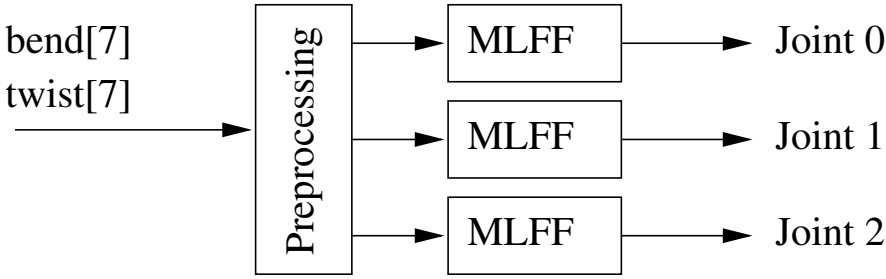 bend[7]
twist[7]
Preprocessing
MLFF
Joint 0
MLFF
Joint 1
MLFF
Joint 2